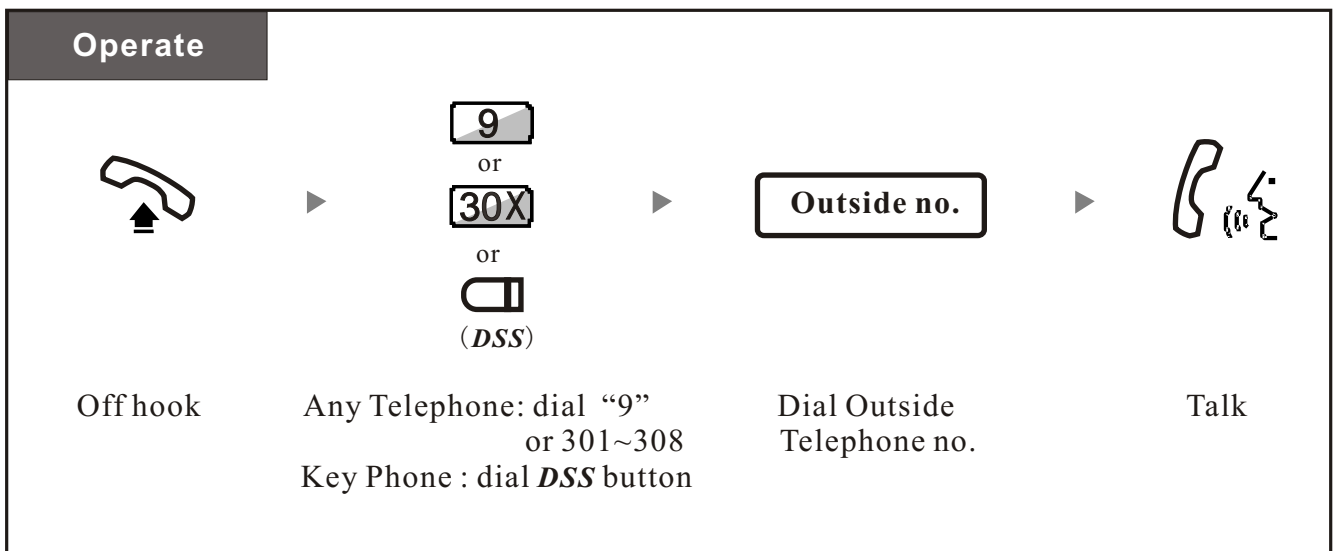 Operate
9
or
30X
or
(DSS)
Outside no.
Off hook
Any Telephone: dial “9”
or 301~308
Key Phone : dial DSS button
Dial Outside
Telephone no.
Talk